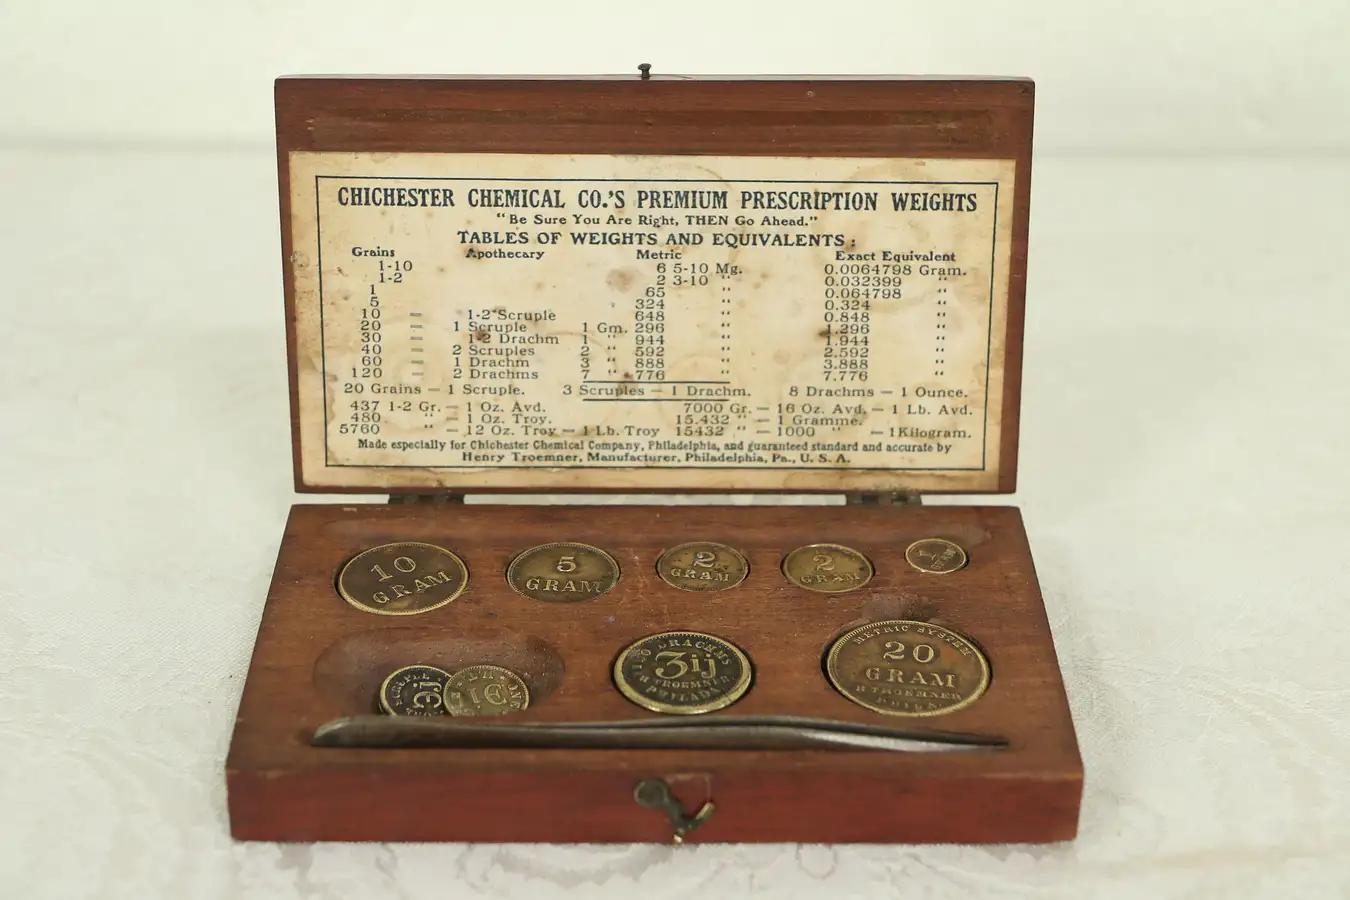 CHICHESTER CHEMICAL CO.'S PREMIUM PRESCRIPTION WEIGHTS
"Be Sure You Are Right, THEN Go Ahead."
TABLES OF WEIGHTS AND EQUIVALENTS:
Grains Apothecary Metric Exact Equivalent
1-10 6 5-10 Mg. 0.0064798 Gram.
1-2 2 3-10 " 0.032399 "
1 65 " 0.064798 "
5 324 " 0.324 "
10 = 1-2 Scruple 648 " 0.848 "
20 = 1 Scruple 1 Gm. 296 " 1.296 "
30 = 1-2 Drachm 1 " 944 " 1.944 "
40 = 2 Scruples 2 " 592 " 2.592 "
60 = 1 Drachm 3 " 888 " 3.888 "
120 = 2 Drachms 7 " 776 " 7.776 "
20 Grains — 1 Scruple. 3 Scruples — 1 Drachm. 8 Drachms — 1 Ounce.
437 1-2 Gr. — 1 Oz. Avd. 7000 Gr. — 16 Oz. Avd. — 1 Lb. Avd.
480 " — 1 Oz. Troy. 15.432 " — 1 Gramme.
5760 " — 12 Oz. Troy — 1 Lb. Troy 15432 " — 1000 " — 1 Kilogram.
Made especially for Chichester Chemical Company, Philadelphia, and guaranteed standard and accurate by
Henry Troemner, Manufacturer, Philadelphia, Pa., U. S. A.
10
GRAM
5
GRAM
2
GRAM
2
GRAM
1
GRAM
DRACHMS
3ij
H TROEMNER
PHILADA
METRIC SYSTEM
20
GRAM
H TROEMNER
PHILA.